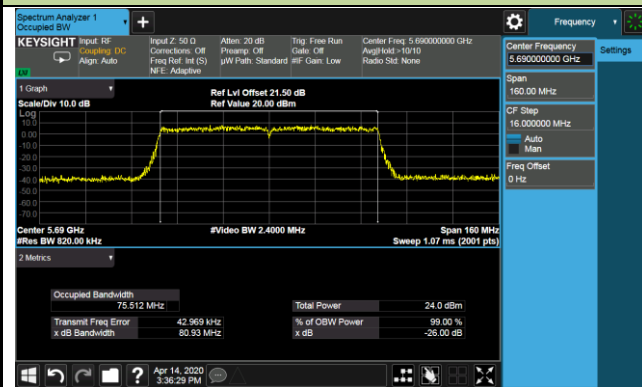 Spectrum Analyzer 1
Occupied BW
Frequency
KEYSIGHT
Input: RF
Coupling: DC
Align: Auto
Input Z: 50 Ω
Corrections: Off
Freq Ref: Int (S)
NFE: Adaptive
Atten: 20 dB
Preamp: Off
µW Path: Standard
Trig: Free Run
Gate: Off
#IF Gain: Low
Center Freq: 5.690000000 GHz
Avg|Hold:>10/10
Radio Std: None
Center Frequency
5.690000000 GHz
Settings
Span
160.00 MHz
CF Step
16.000000 MHz
Auto
Man
Freq Offset
0 Hz
1 Graph
Scale/Div 10.0 dB
Ref Lvl Offset 21.50 dB
Ref Value 20.00 dBm
Log
10.0
0.00
-10.0
-20.0
-30.0
-40.0
-50.0
-60.0
-70.0
Center 5.69 GHz
#Video BW 2.4000 MHz
Span 160 MHz
#Res BW 820.00 kHz
Sweep 1.07 ms (2001 pts)
2 Metrics
Occupied Bandwidth
75.512 MHz
Total Power 24.0 dBm
Transmit Freq Error 42.969 kHz
% of OBW Power 99.00 %
x dB Bandwidth 80.93 MHz
x dB -26.00 dB
?
Apr 14, 2020
3:36:29 PM